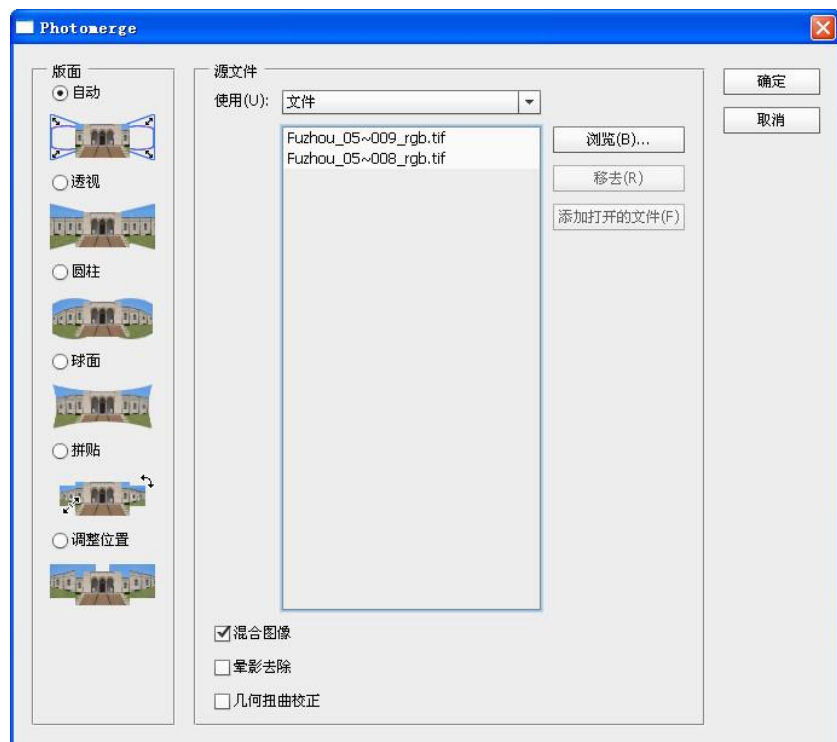 Photomerge
版面
自动
透视
圆柱
球面
拼贴
调整位置
源文件
使用(U): 文件
Fuzhou_05~009_rgb.tif
Fuzhou_05~008_rgb.tif
浏览(B)...
移去(R)
添加打开的文件(F)
混合图像
晕影去除
几何扭曲校正
确定
取消